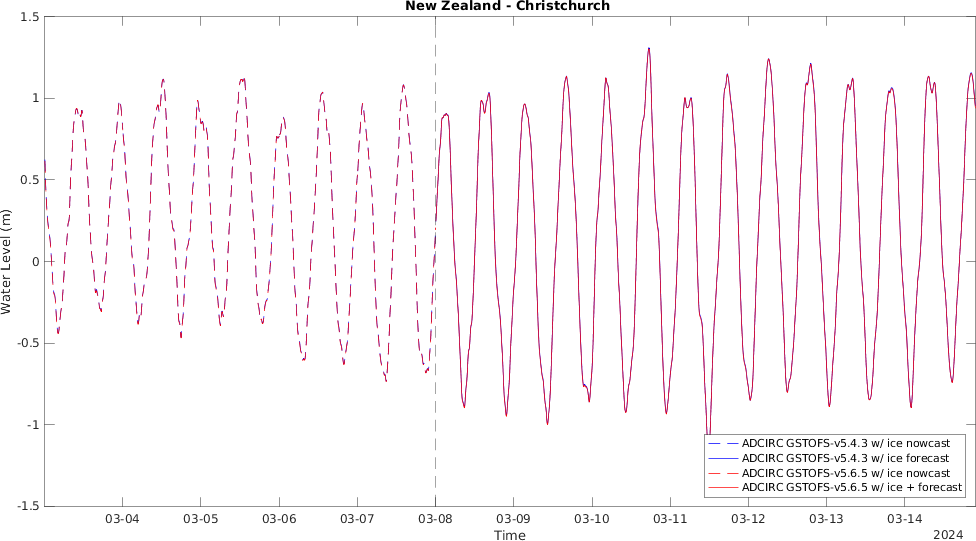 New Zealand - Christchurch
1.5
1
0.5
0
-0.5
-1
-1.5
Water Level (m)
03-04 03-05 03-06 03-07 03-08 03-09 03-10 03-11 03-12 03-13 03-14
Time
2024
ADCIRC GSTOFS-v5.4.3 w/ ice nowcast
ADCIRC GSTOFS-v5.4.3 w/ ice forecast
ADCIRC GSTOFS-v5.6.5 w/ ice nowcast
ADCIRC GSTOFS-v5.6.5 w/ ice + forecast